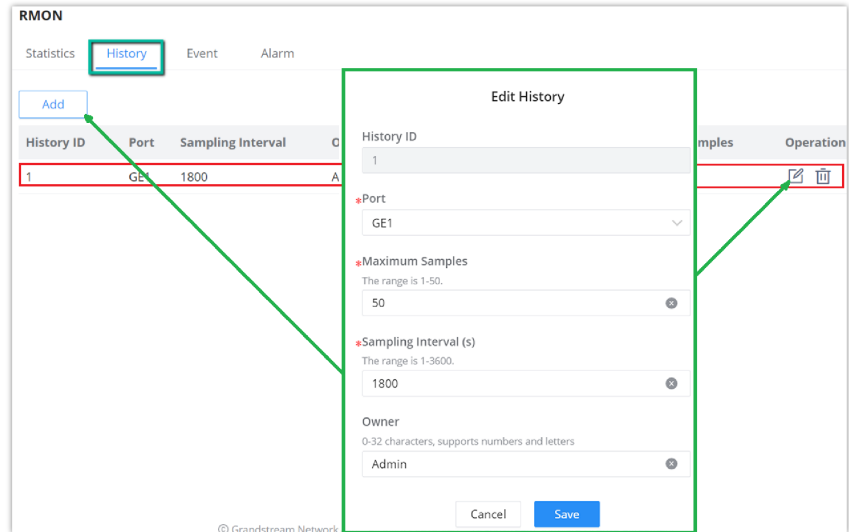 RMON
Statistics History Event Alarm
Add
History ID Port Sampling Interval O mples Operation
1 GE1 1800 A
Edit History
History ID
1
*Port
GE1
*Maximum Samples
The range is 1-50.
50
*Sampling Interval (s)
The range is 1-3600.
1800
Owner
0-32 characters, supports numbers and letters
Admin
Cancel Save
© Grandstream Network